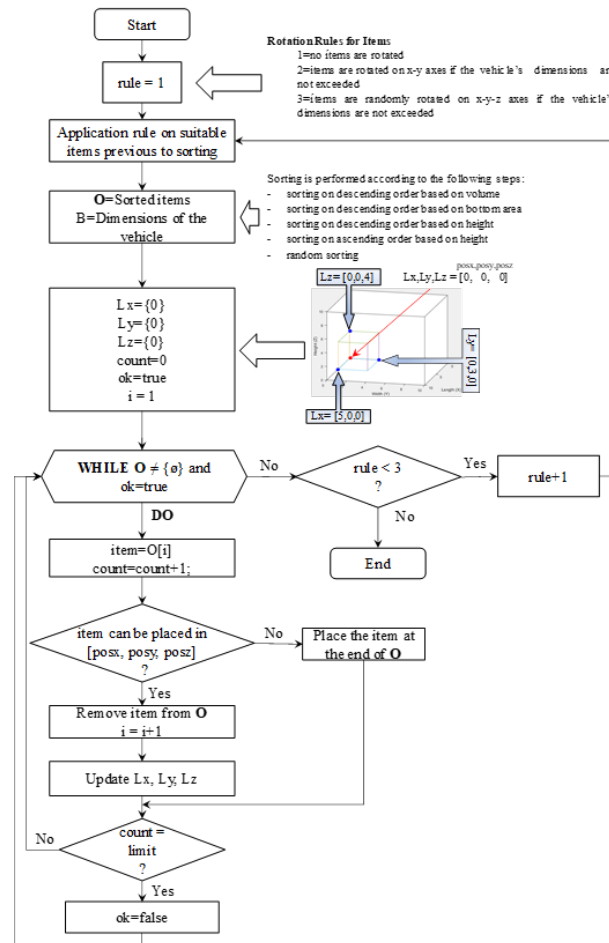 Start
Rotation Rules for Items
1=no items are rotated
2=items are rotated on x-y axes if the vehicle's dimensions
not exceeded
3=items are randomly rotated on x-y-z axes if the vehicle'
dimensions are not exceeded
rule = 1
Application rule on suitable
items previous to sorting
Sorting is performed according to the following steps:
- sorting on descending order based on volume
- sorting on descending order based on bottom area
- sorting on descending order based on height
- sorting on ascending order based on height
- random sorting
O=Sorted items
B=Dimensions of the
vehicle
posx,posy,posz
Lx,Ly,Lz =[0, 0, 0]
Lz= [0,0,4]
Ly= [0,3,0]
Lx= [5,0,0]
Height (Z)
Width (Y)
Length (X)
Lx={0}
Ly={0}
Lz={0}
count=0
ok=true
i = 1
WHILE O ≠ {ø} and
ok=true
No
rule < 3
?
Yes
rule+1
No
End
DO
item=O[i]
count=count+1;
item can be placed in
[posx, posy, posz]
?
No
Place the item at
the end of O
Yes
Remove item from O
i = i+1
Update Lx, Ly, Lz
No
count =
limit
?
Yes
ok=false